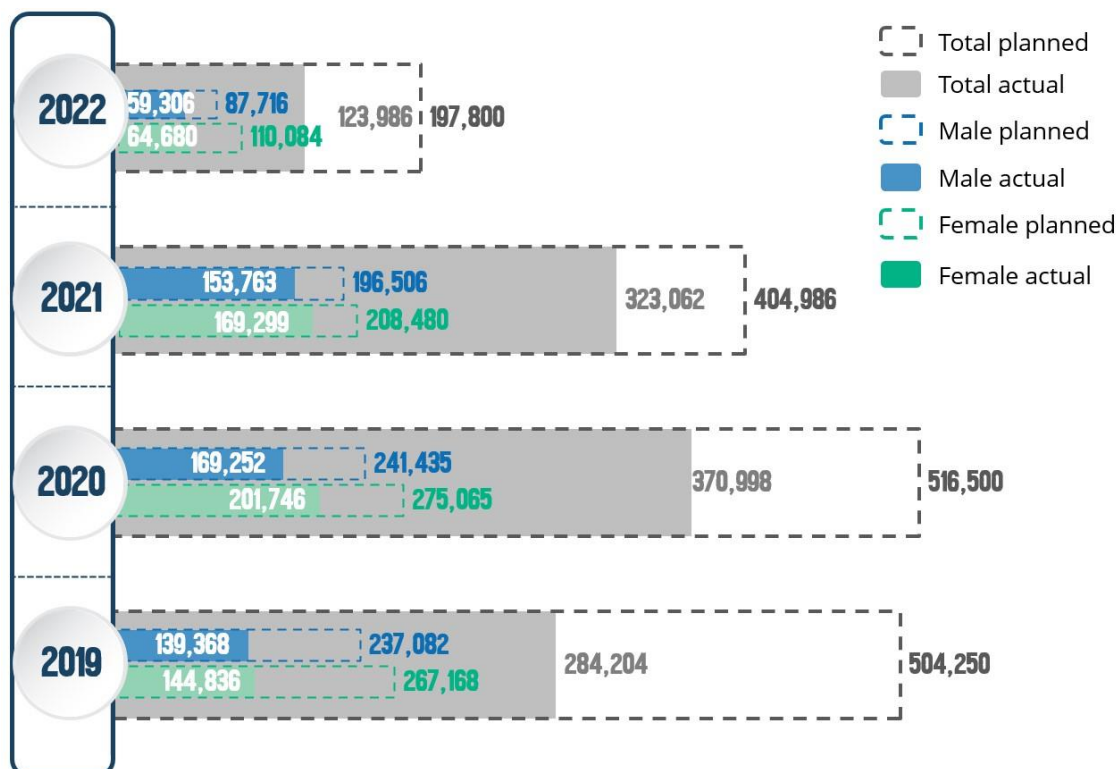 Total planned
Total actual
Male planned
Male actual
Female planned
Female actual
2022
59,306 87,716
64,680 110,084
123,986 197,800
2021
153,763 196,506
169,299 208,480
323,062 404,986
2020
169,252 241,435
201,746 275,065
370,998 516,500
2019
139,368 237,082
144,836 267,168
284,204 504,250